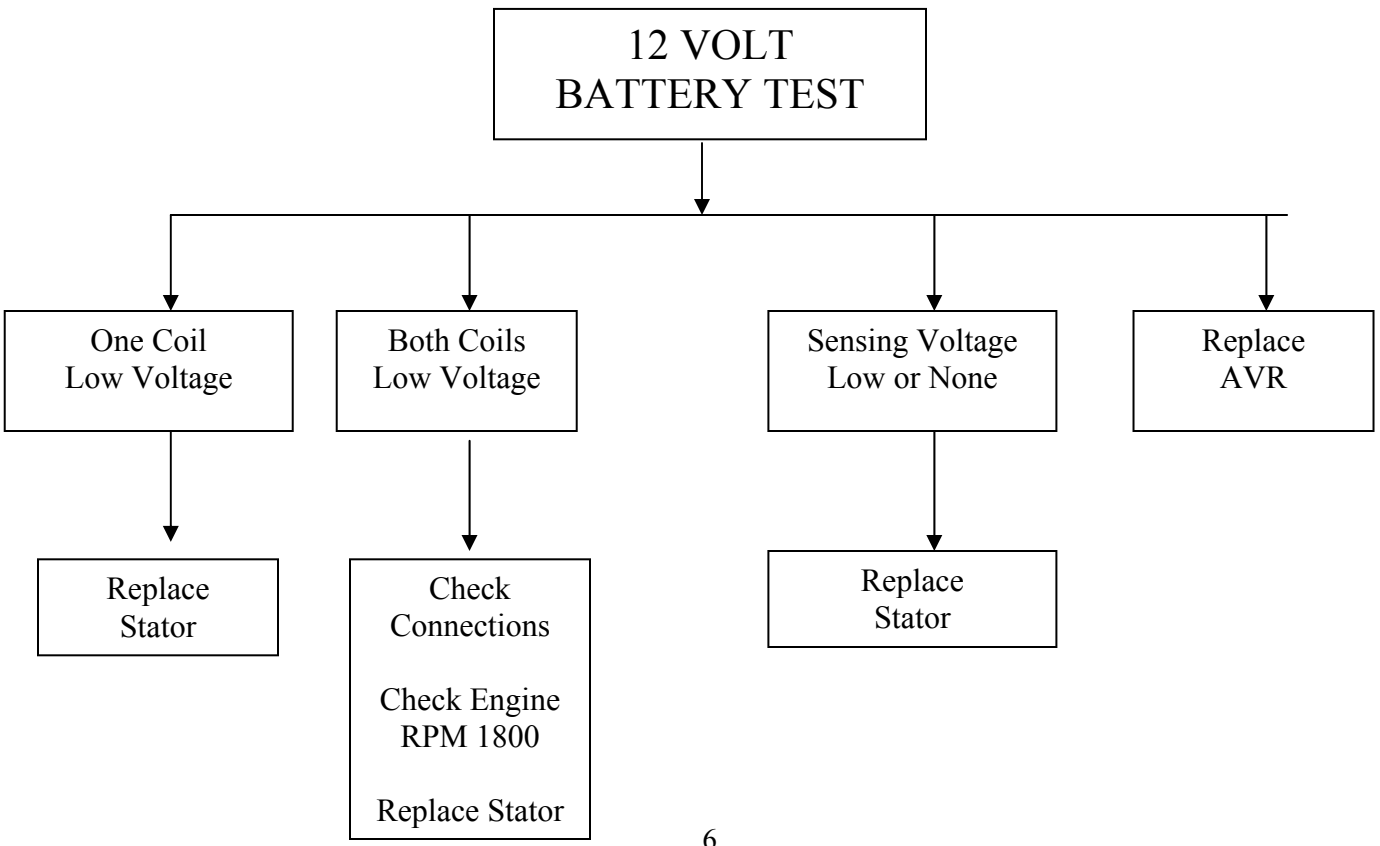 12 VOLT
BATTERY TEST
One Coil
Low Voltage
Both Coils
Low Voltage
Sensing Voltage
Low or None
Replace
AVR
Replace
Stator
Check
Connections
Check Engine
RPM 1800
Replace Stator
Replace
Stator
6